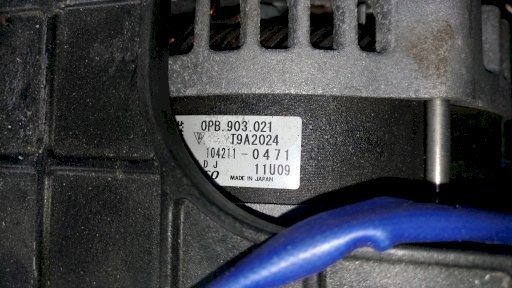 0PB.903.021
T9A2024
104211-0471
DJ 11U09
MADE IN JAPAN